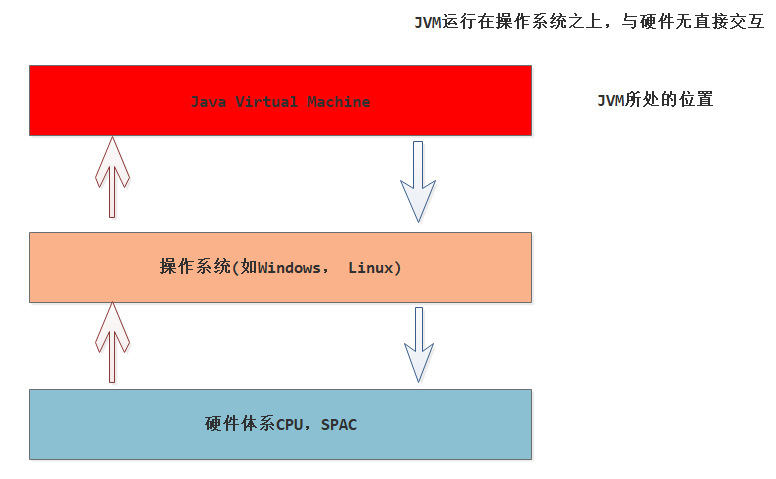 JVM运行在操作系统之上，与硬件无直接交互
Java Virtual Machine
JVM所处的位置
操作系统(如Windows， Linux)
硬件体系CPU，SPAC